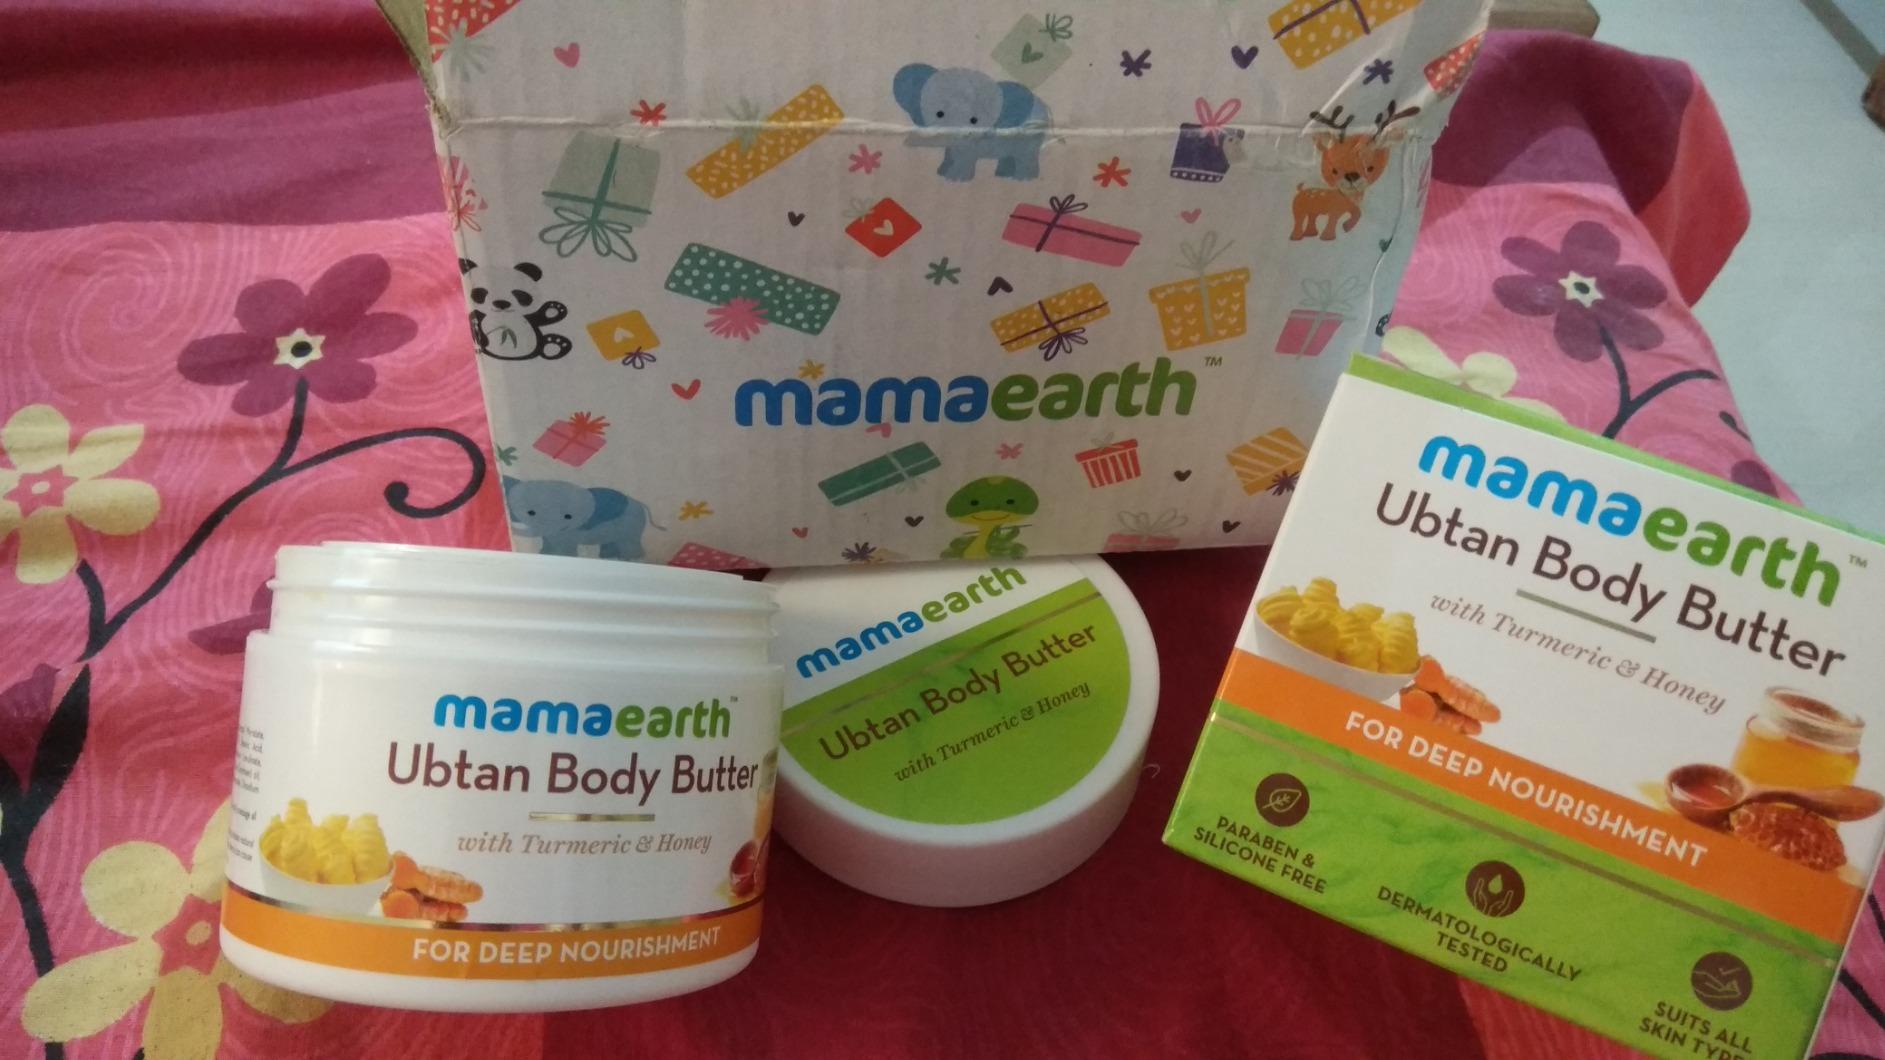 mamaearth™
mamaearth™
Ubtan Body Butter
with Turmeric & Honey
FOR DEEP NOURISHMENT
mamaearth
Ubtan Body Butter
with Turmeric & Honey
mamaearth™
Ubtan Body Butter
with Turmeric & Honey
FOR DEEP NOURISHMENT
PARABEN &
SILICONE FREE
DERMATOLOGICALLY
TESTED
SUITS ALL
SKIN TYPE